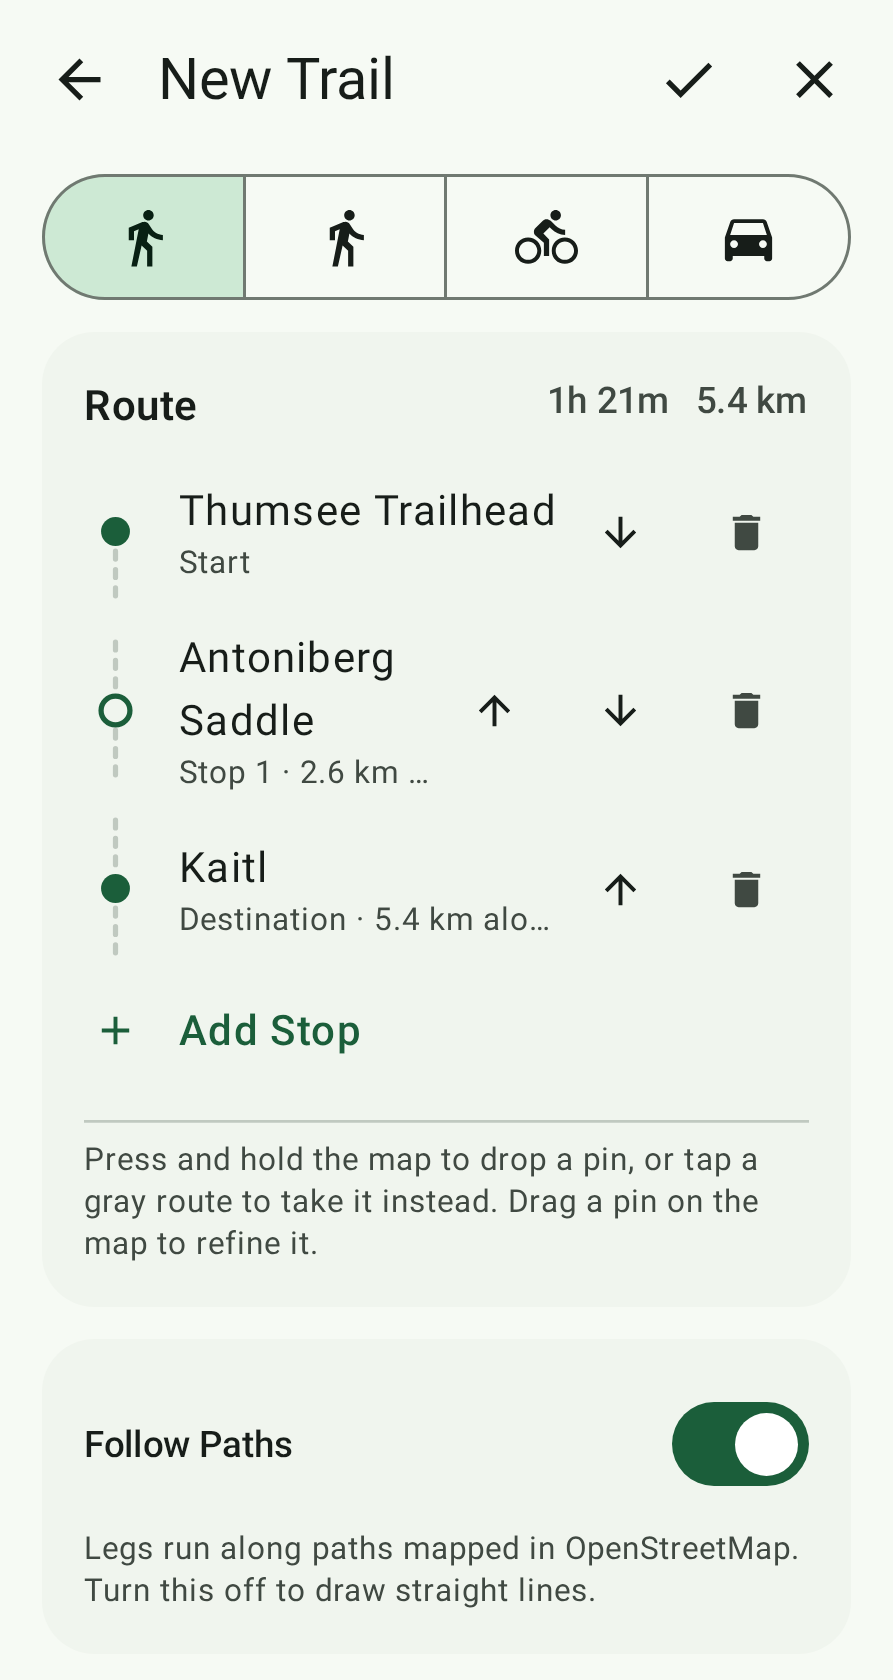 New Trail
Route
1h 21m 5.4 km
Thumsee Trailhead
Start
Antoniberg
Saddle
Stop 1 · 2.6 km …
Kaitl
Destination · 5.4 km alo…
Add Stop
Press and hold the map to drop a pin, or tap a
gray route to take it instead. Drag a pin on the
map to refine it.
Follow Paths
Legs run along paths mapped in OpenStreetMap.
Turn this off to draw straight lines.